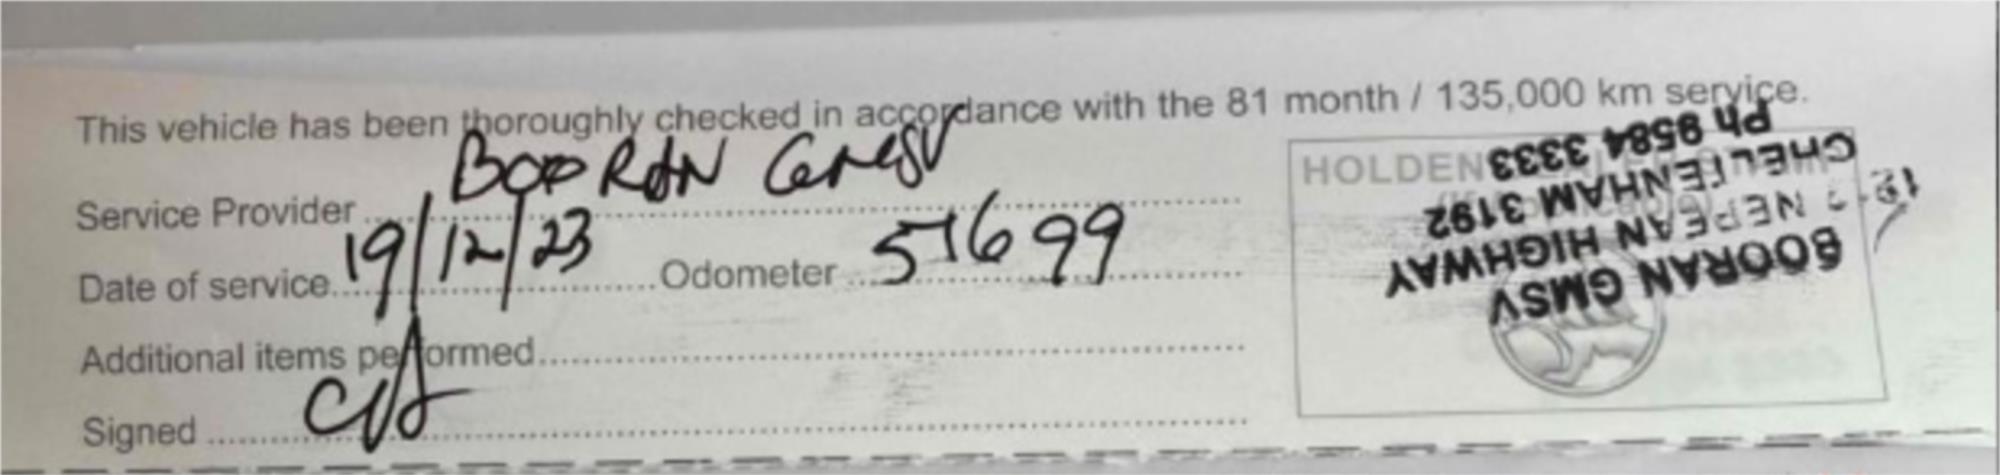 This vehicle has been thoroughly checked in accordance with the 81 month / 135,000 km service.
Service Provider BOORAN GMSV
Date of service 19/12/23 Odometer 51699
Additional items performed
Signed
HOLDEN
BOORAN GMSV
NEPEAN HIGHWAY
CHELTENHAM 3192
Ph 9584 3333